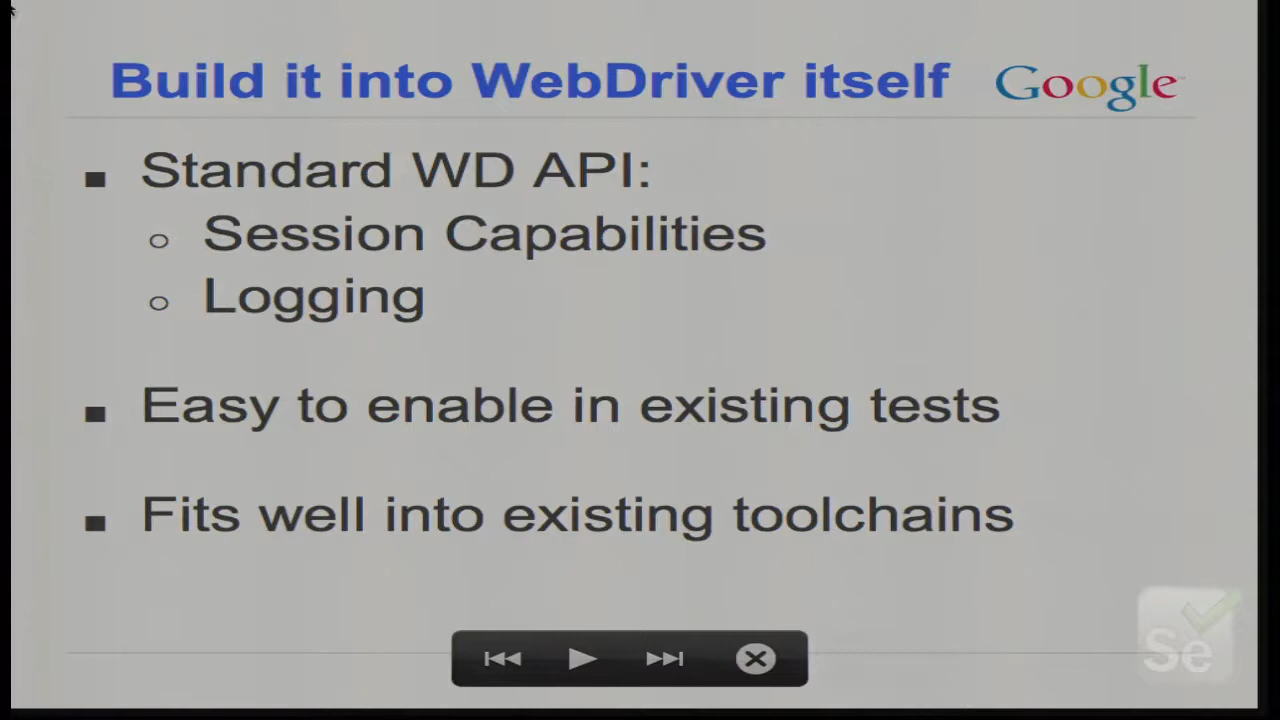 Build it into WebDriver itself
Google
Standard WD API:
Session Capabilities
Logging
Easy to enable in existing tests
Fits well into existing toolchains
Se